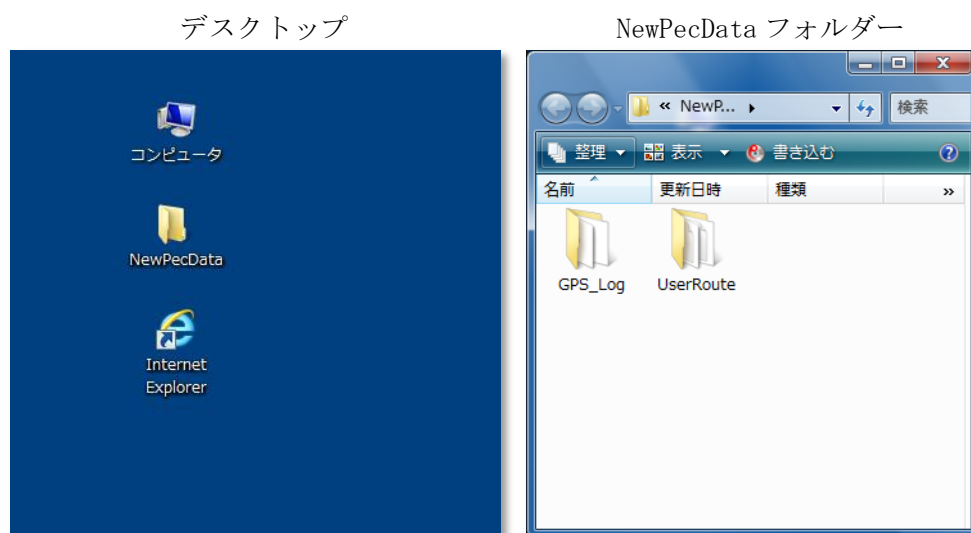 デスクトップ
NewPecData フォルダー
コンピュータ
NewPecData
Internet
Explorer
« NewP...
検索
整理
表示
書き込む
名前
更新日時
種類
»
GPS_Log
UserRoute